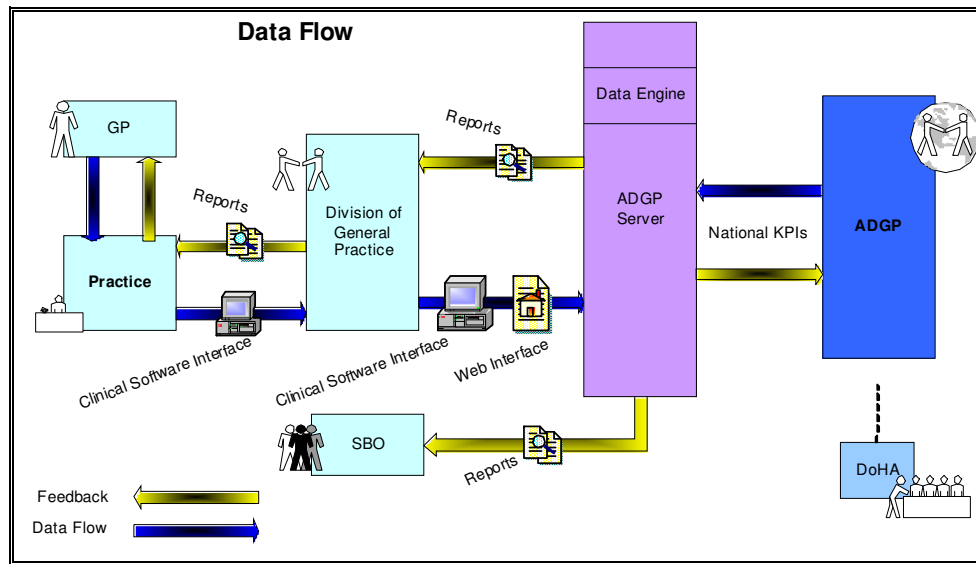 Data Flow
GP
Reports
Practice
Clinical Software Interface
Division of
General
Practice
Reports
Clinical Software Interface
Web Interface
Data Engine
ADGP
Server
National KPIs
ADGP
SBO
Reports
DoHA
Feedback
Data Flow